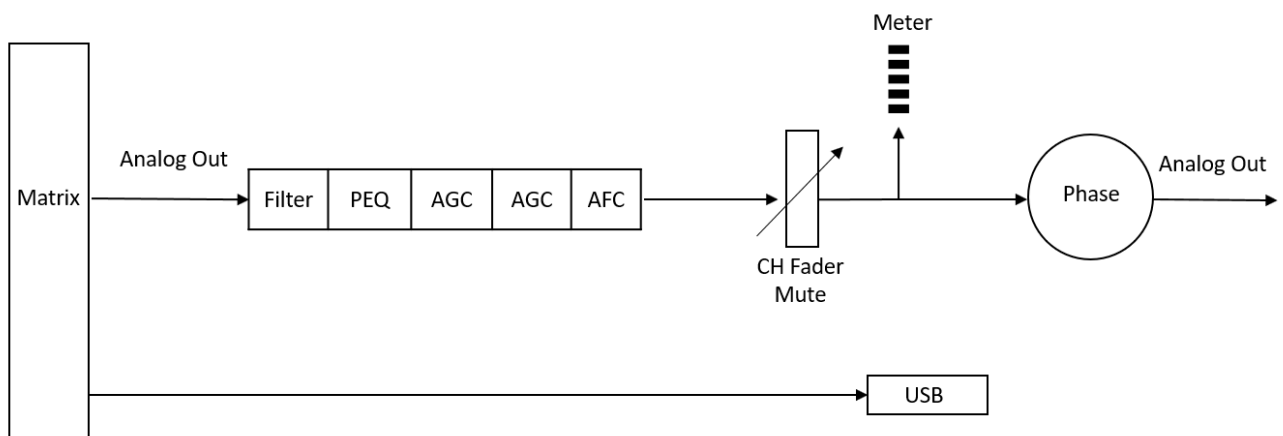 Meter
Analog Out
Analog Out
Matrix
Filter
PEQ
AGC
AGC
AFC
Phase
CH Fader
Mute
USB